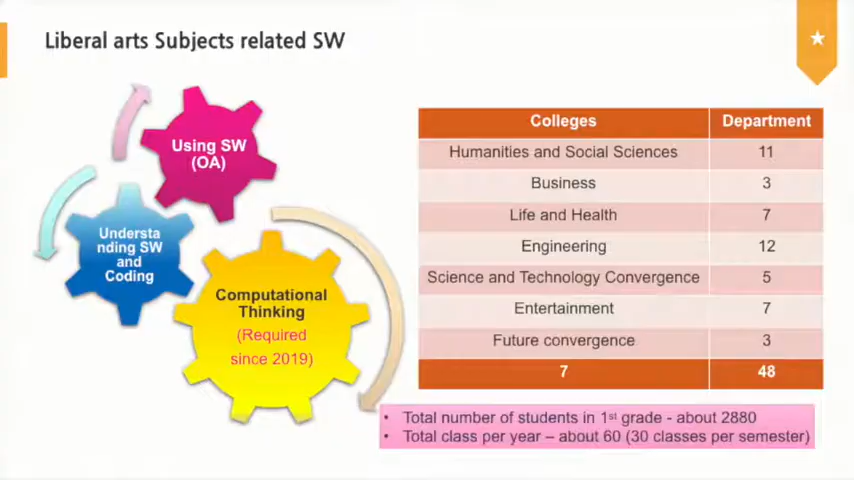 Liberal arts Subjects related SW
Using SW
(OA)
Understa
nding SW
and
Coding
Computational
Thinking
(Required
since 2019)
Colleges Department
Humanities and Social Sciences 11
Business 3
Life and Health 7
Engineering 12
Science and Technology Convergence 5
Entertainment 7
Future convergence 3
7 48
• Total number of students in 1st grade - about 2880
• Total class per year – about 60 (30 classes per semester)